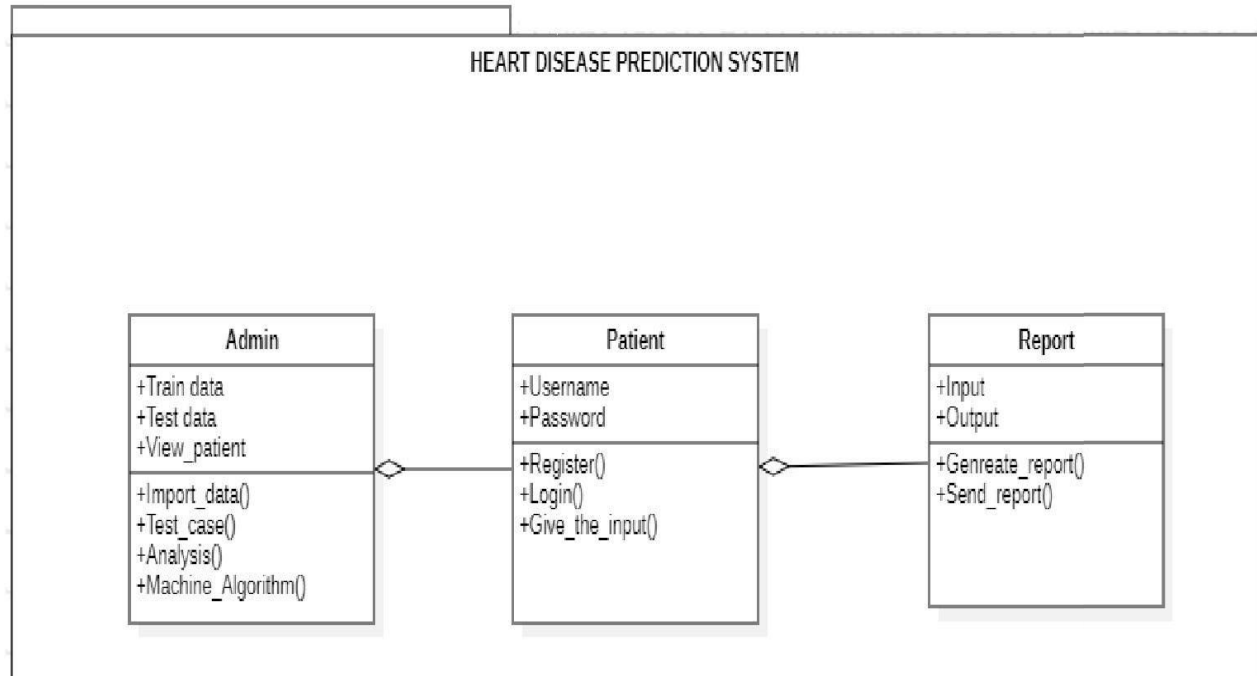 HEART DISEASE PREDICTION SYSTEM
Admin
+Train data
+Test data
+View_patient
+Import_data()
+Test_case()
+Analysis()
+Machine_Algorithm()
Patient
+Username
+Password
+Register()
+Login()
+Give_the_input()
Report
+Input
+Output
+Genreate_report()
+Send_report()